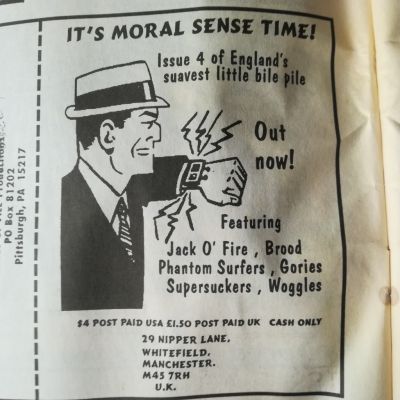 IT'S MORAL SENSE TIME!
Issue 4 of England's
suavest little bile pile
Out
now!
Featuring
Jack O' Fire , Brood
Phantom Surfers , Gories
Supersuckers , Woggles
$4 POST PAID USA £1.50 POST PAID UK CASH ONLY
29 NIPPER LANE,
WHITEFIELD,
MANCHESTER.
M45 7RH
U.K.
PO Box 81202
Pittsburgh, PA 15217